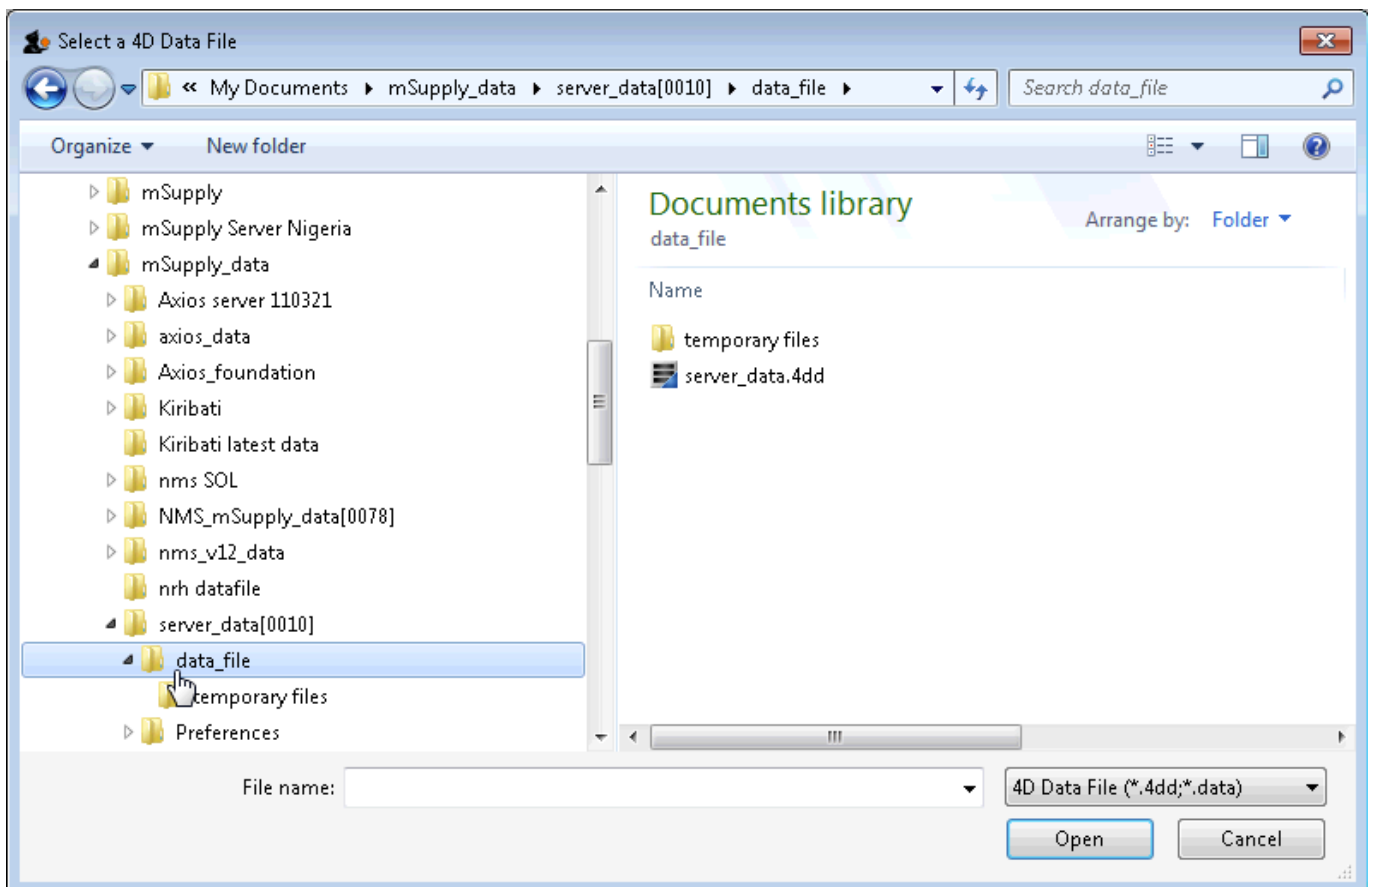 Select a 4D Data File
« My Documents mSupply_data server_data[0010] data_file Search data_file
Organize New folder
mSupply
mSupply Server Nigeria
mSupply_data
Axios server 110321
axios_data
Axios_foundation
Kiribati
Kiribati latest data
nms SOL
NMS_mSupply_data[0078]
nms_v12_data
nrh datafile
server_data[0010]
data_file
temporary files
Preferences
Documents library
data_file
Arrange by: Folder
Name
temporary files
server_data.4dd
File name: 4D Data File (*.4dd;*.data)
Open Cancel